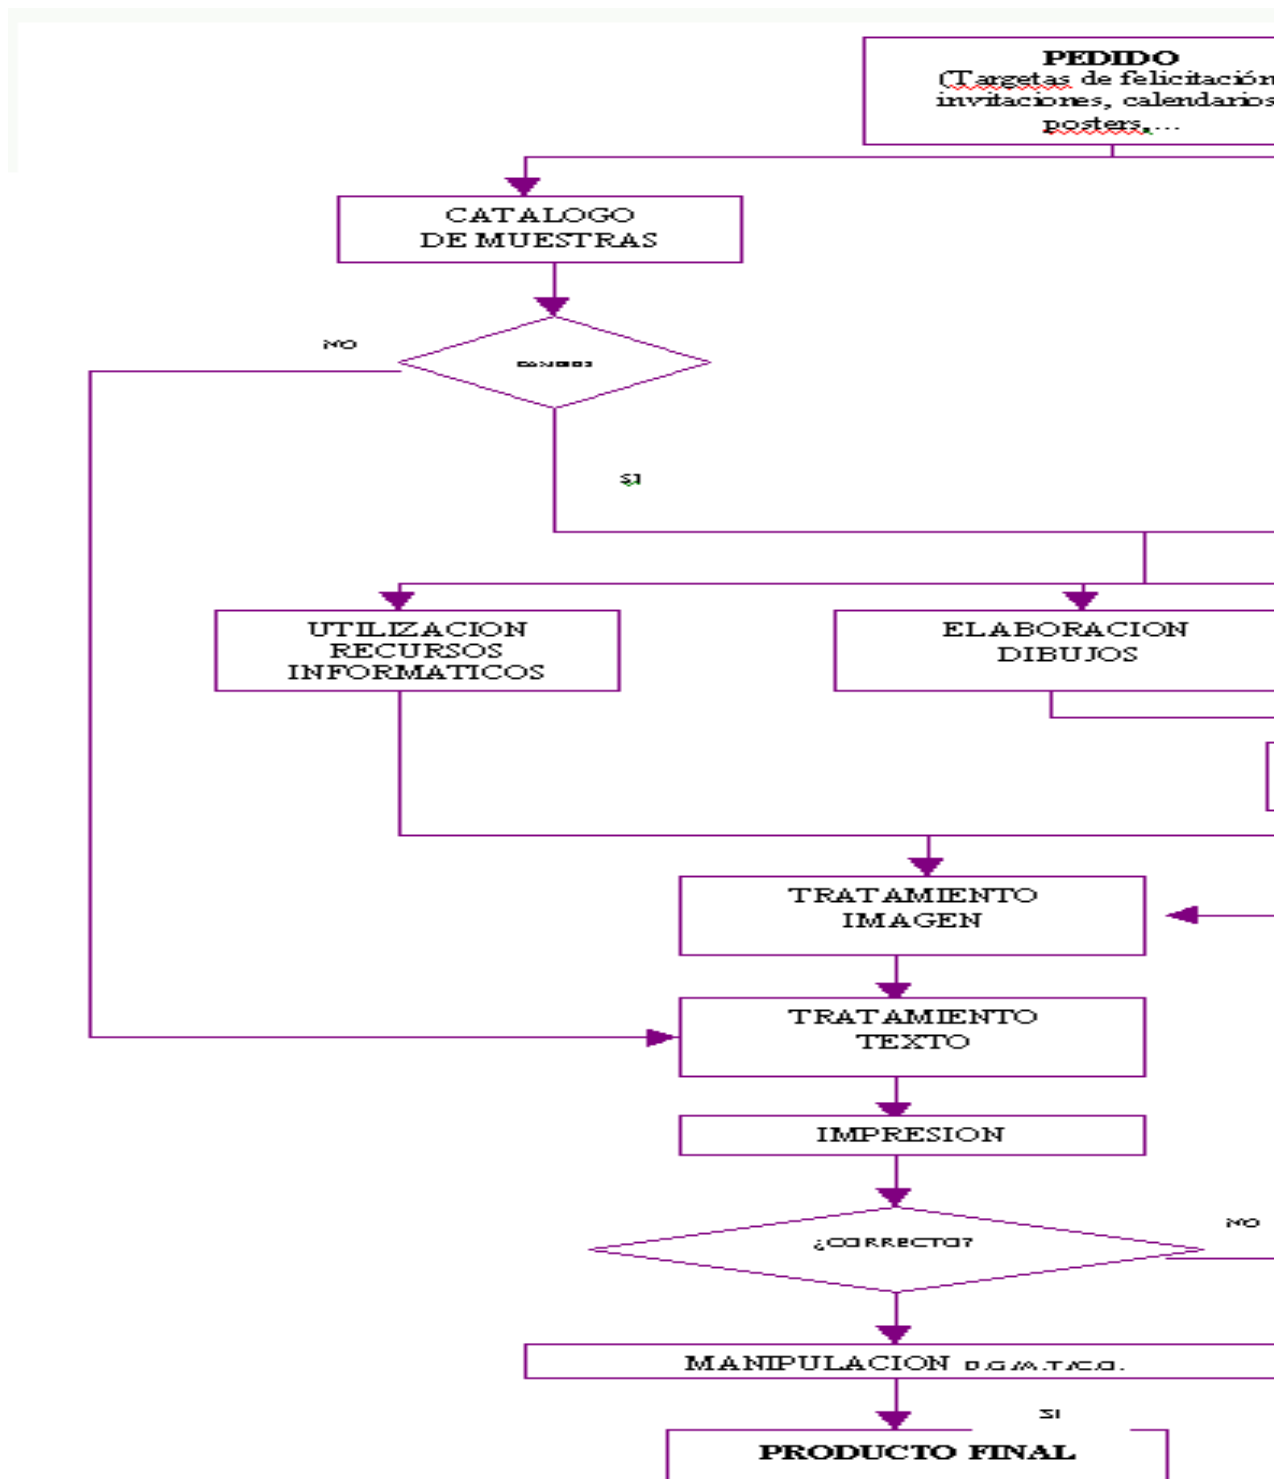 PEDIDO
(Targetas de felicitación
invitaciones, calendarios
posters,...
CATALOGO
DE MUESTRAS
NO
SI
UTILIZACION
RECURSOS
INFORMATICOS
ELABORACION
DIBUJOS
TRATAMIENTO
IMAGEN
TRATAMIENTO
TEXTO
IMPRESION
¿CORRECTO?
NO
MANIPULACION
SI
PRODUCTO FINAL